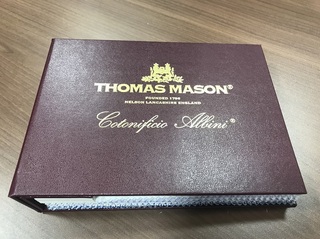 THOMAS MASON®
FOUNDED 1796
NELSON LANCASHIRE ENGLAND
Cotonificio Albini®